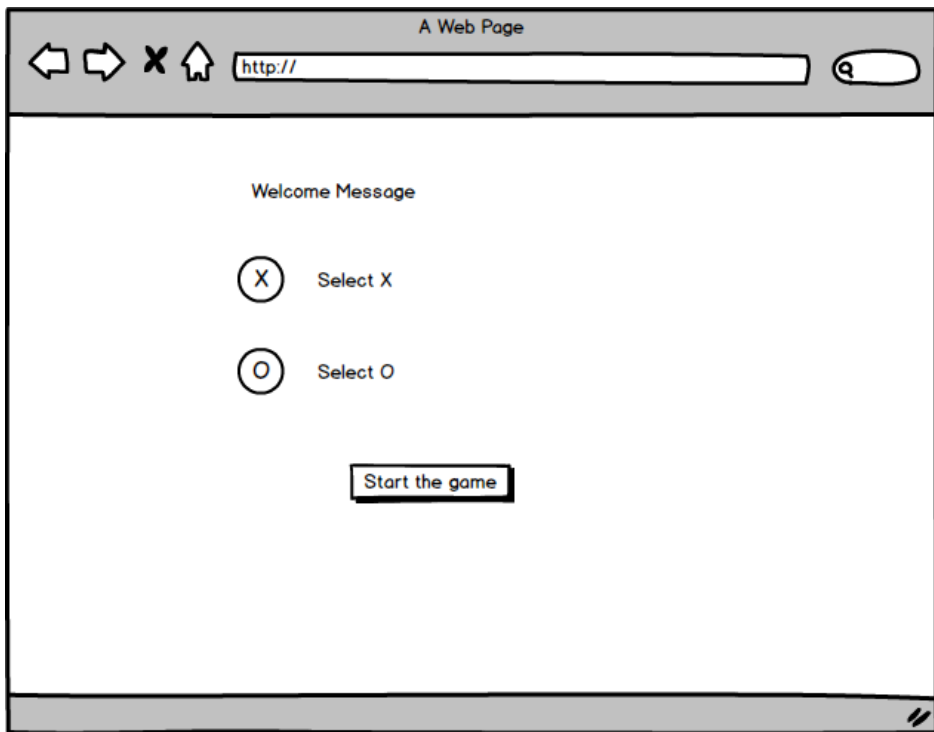 A Web Page
http://
Welcome Message
X Select X
O Select O
Start the game